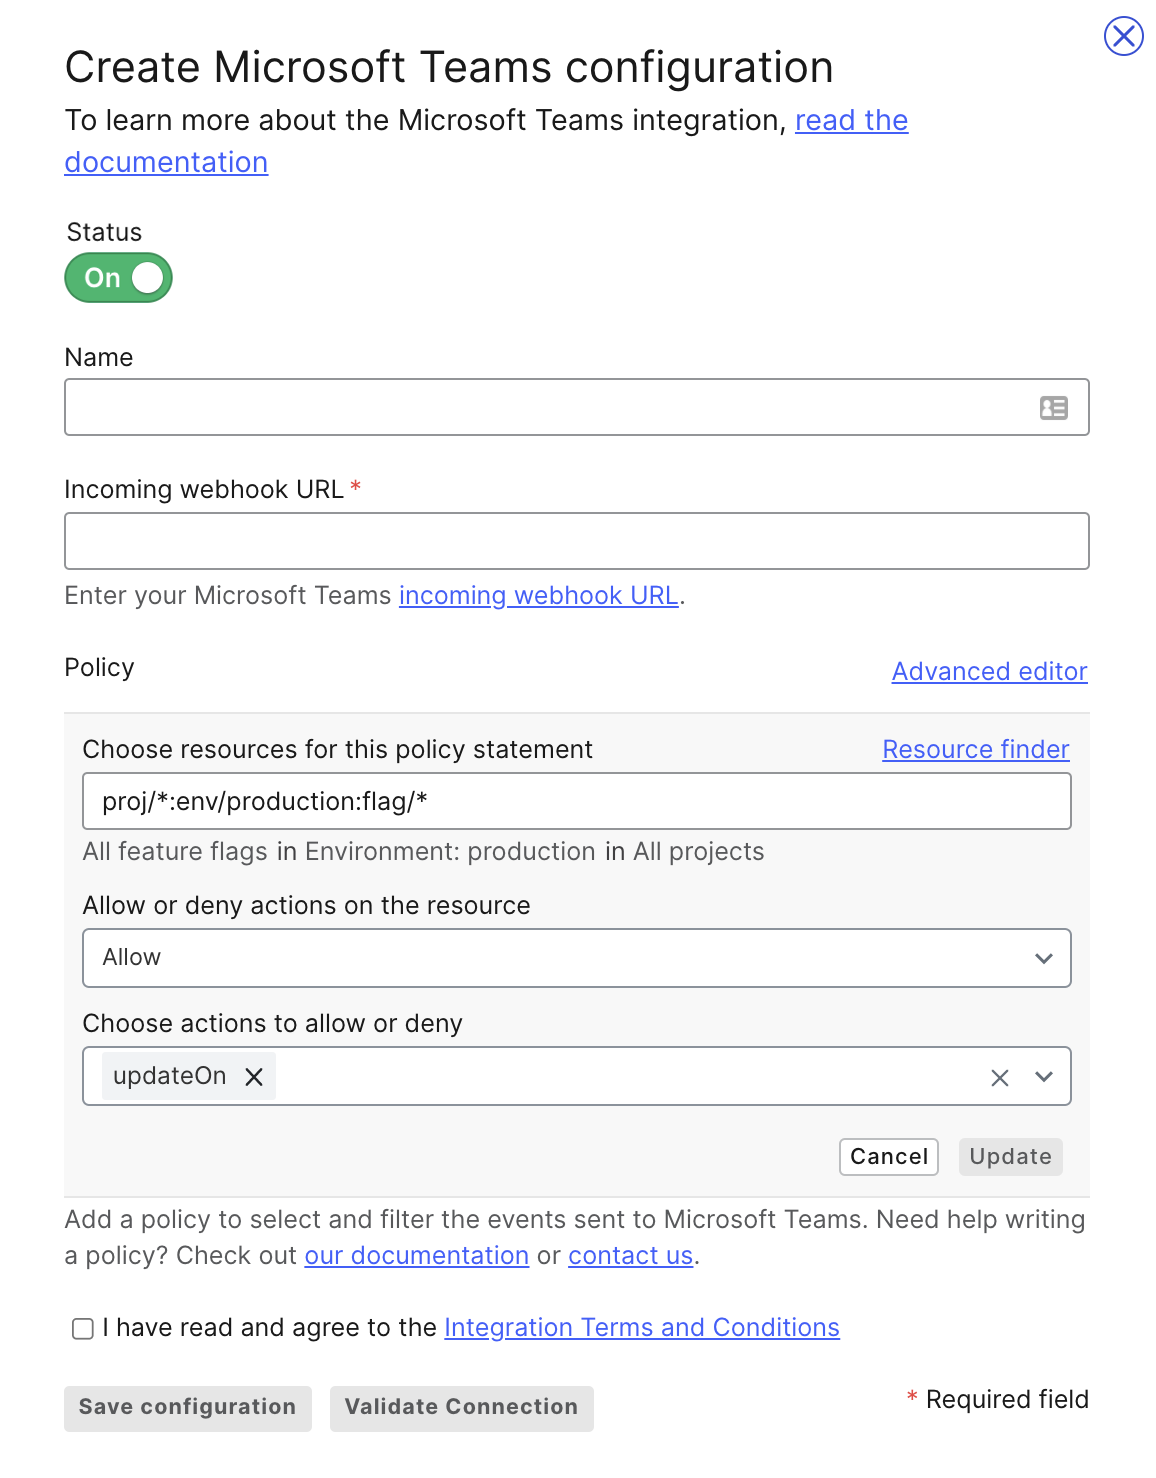 Create Microsoft Teams configuration
To learn more about the Microsoft Teams integration, read the
documentation
Status
On
Name
Incoming webhook URL *
Enter your Microsoft Teams incoming webhook URL.
Policy
Advanced editor
Choose resources for this policy statement
Resource finder
proj/*:env/production:flag/*
All feature flags in Environment: production in All projects
Allow or deny actions on the resource
Allow
Choose actions to allow or deny
updateOn
Cancel
Update
Add a policy to select and filter the events sent to Microsoft Teams. Need help writing
a policy? Check out our documentation or contact us.
I have read and agree to the Integration Terms and Conditions
Save configuration
Validate Connection
* Required field